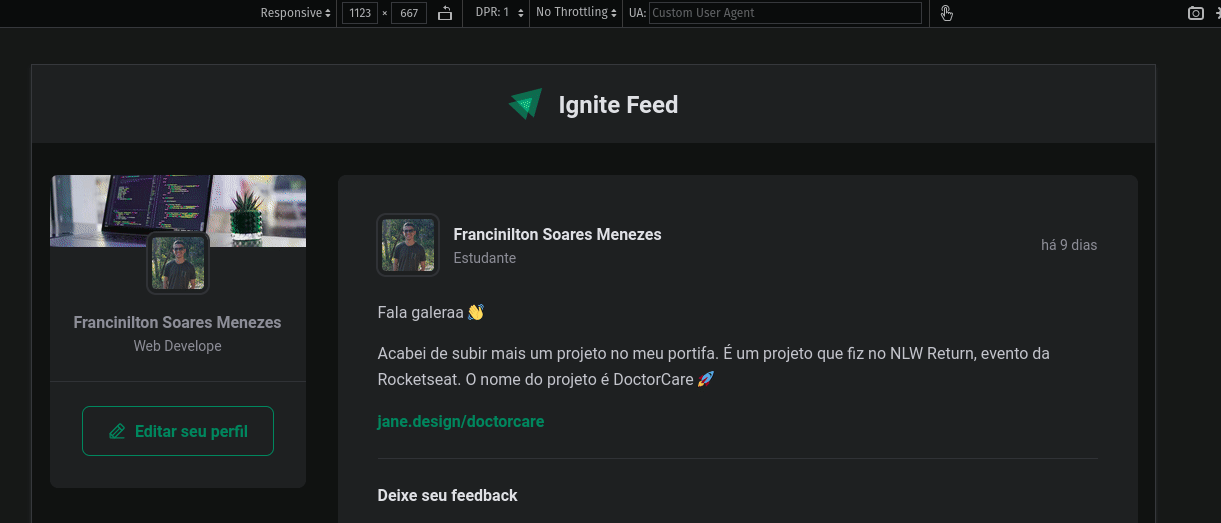 Responsive
1123 × 667
DPR: 1
No Throttling
UA: Custom User Agent
Ignite Feed
Francinilton Soares Menezes
Web Develope
Editar seu perfil
Francinilton Soares Menezes
Estudante
há 9 dias
Fala galeraa 👋
Acabei de subir mais um projeto no meu portifa. É um projeto que fiz no NLW Return, evento da
Rocketseat. O nome do projeto é DoctorCare 🚀
jane.design/doctorcare
Deixe seu feedback